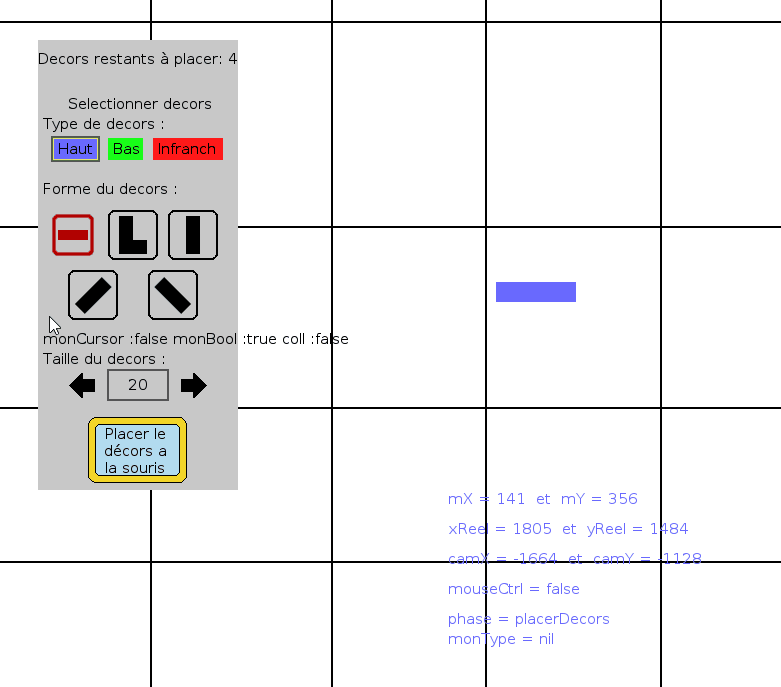 Decors restants à placer: 4
Selectionner decors
Type de decors :
Haut Bas Infranch
Forme du decors :
monCursor :false monBool :true coll :false
Taille du decors :
20
Placer le
décors a
la souris
mX = 141 et mY = 356
xReel = 1805 et yReel = 1484
camX = -1664 et camY = -1128
mouseCtrl = false
phase = placerDecors
monType = nil